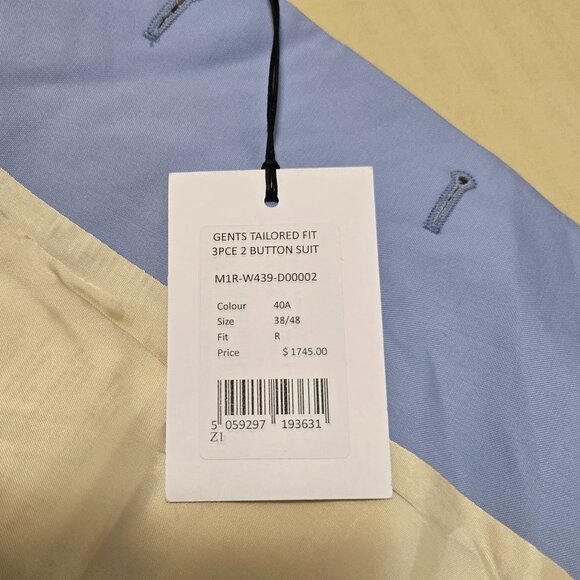 GENTS TAILORED FIT
3PCE 2 BUTTON SUIT
M1R-W439-D00002
Colour 40A
Size 38/48
Fit R
Price $ 1745.00
5 059297 193631
Z1